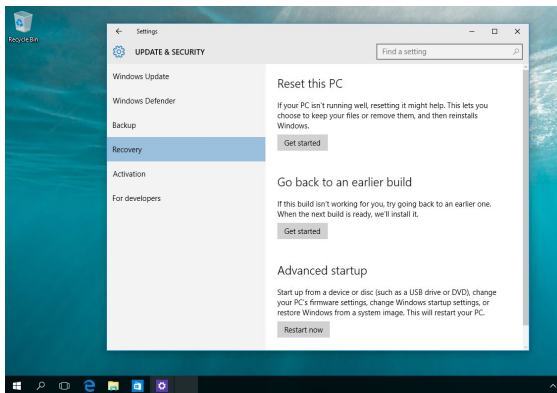 Recycle Bin
Settings
UPDATE & SECURITY
Find a setting
Windows Update
Windows Defender
Backup
Recovery
Activation
For developers
Reset this PC
If your PC isn't running well, resetting it might help. This lets you
choose to keep your files or remove them, and then reinstalls
Windows.
Get started
Go back to an earlier build
If this build isn't working for you, try going back to an earlier one.
When the next build is ready, we'll install it.
Get started
Advanced startup
Start up from a device or disc (such as a USB drive or DVD), change
your PC's firmware settings, change Windows startup settings, or
restore Windows from a system image. This will restart your PC.
Restart now